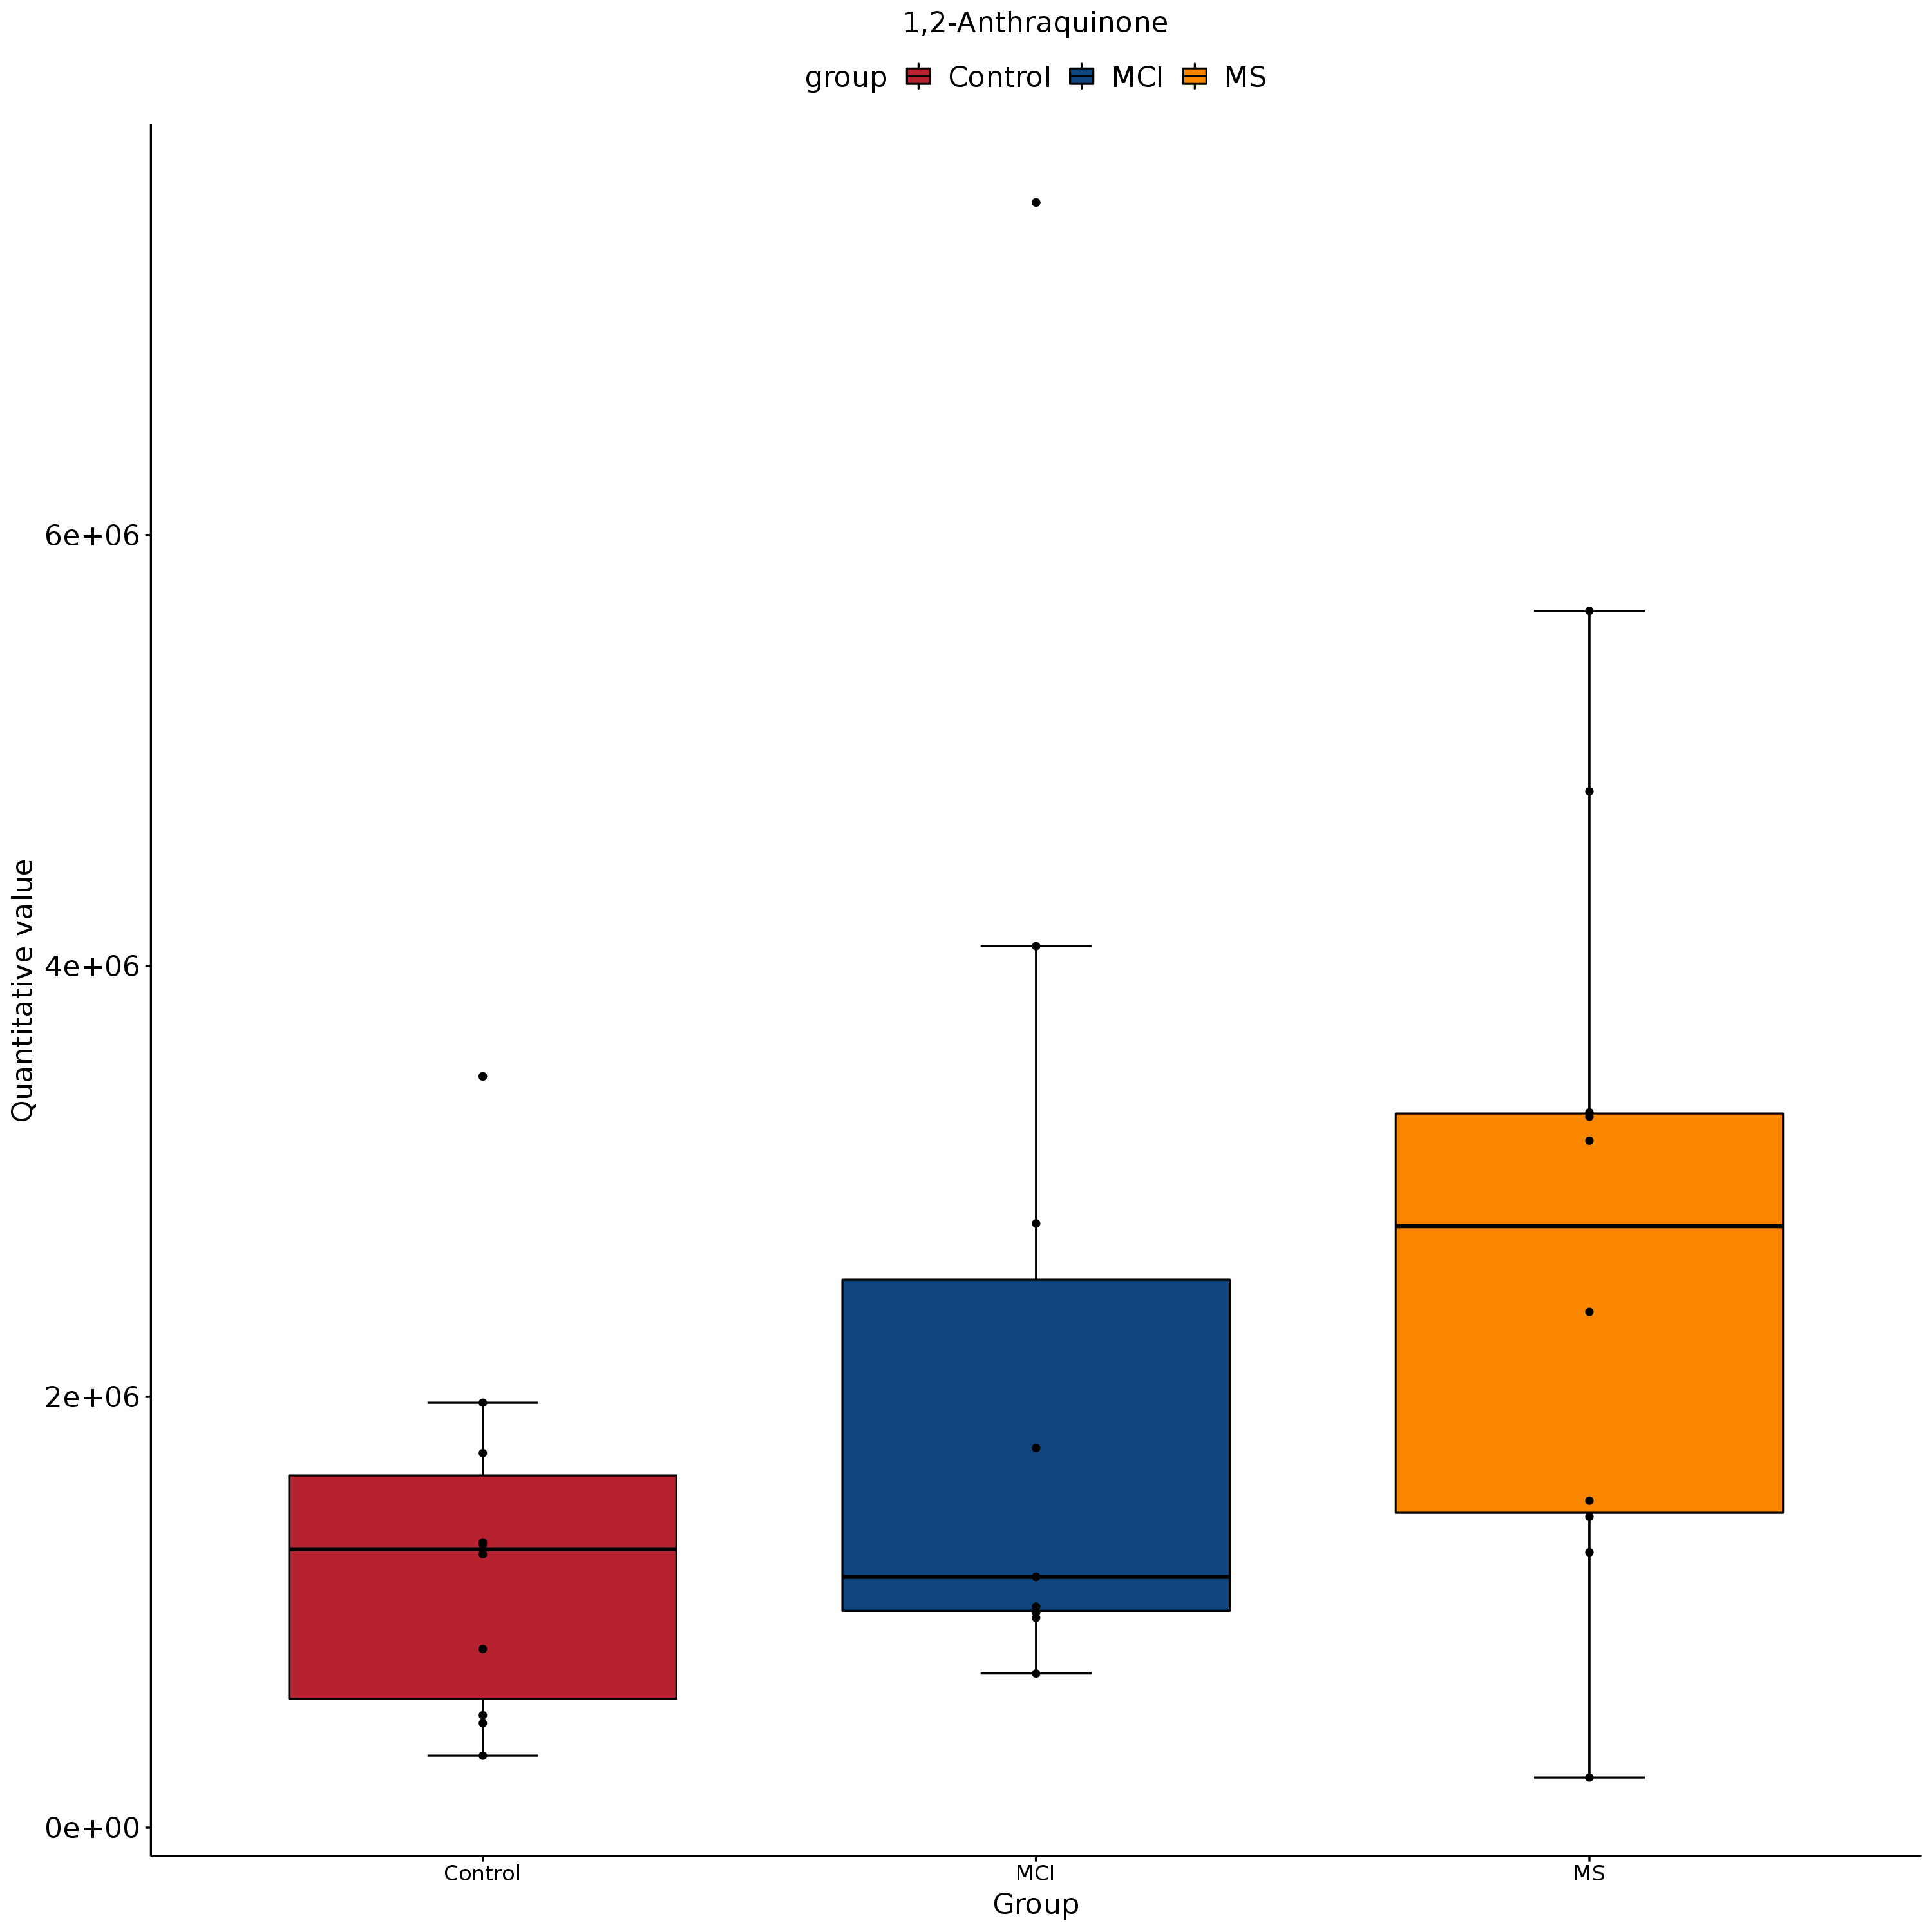 1,2-Anthraquinone
group Control MCI MS
Quantitative value
6e+06
4e+06
2e+06
0e+00
Control MCI MS
Group